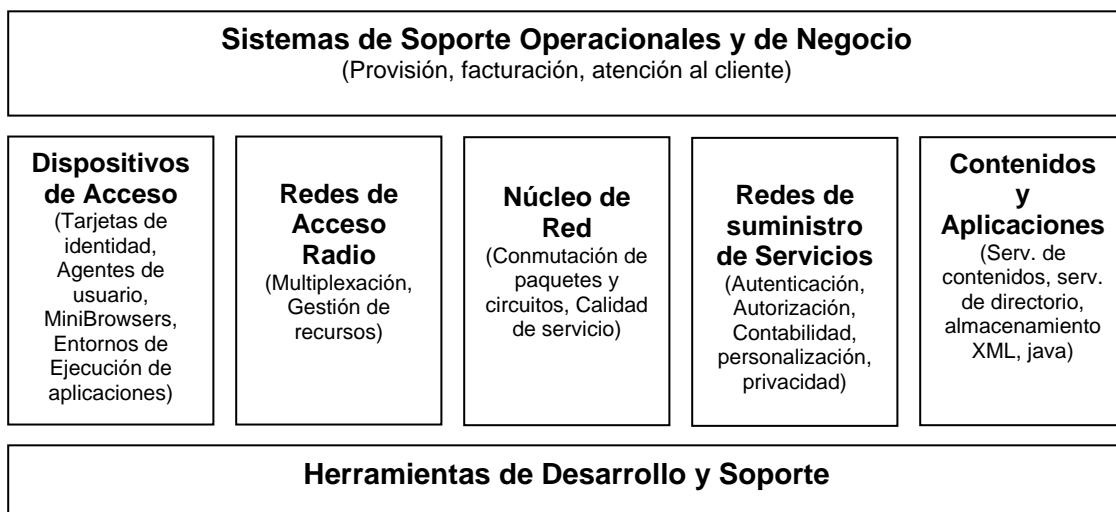 Sistemas de Soporte Operacionales y de Negocio
(Provisión, facturación, atención al cliente)
Dispositivos
de Acceso
(Tarjetas de
identidad,
Agentes de
usuario,
MiniBrowsers,
Entornos de
Ejecución de
aplicaciones)
Redes de
Acceso
Radio
(Multiplexación,
Gestión de
recursos)
Núcleo de
Red
(Conmutación de
paquetes y
circuitos, Calidad
de servicio)
Redes de
suministro
de Servicios
(Autenticación,
Autorización,
Contabilidad,
personalización,
privacidad)
Contenidos
y
Aplicaciones
(Serv. de
contenidos, serv.
de directorio,
almacenamiento
XML, java)
Herramientas de Desarrollo y Soporte